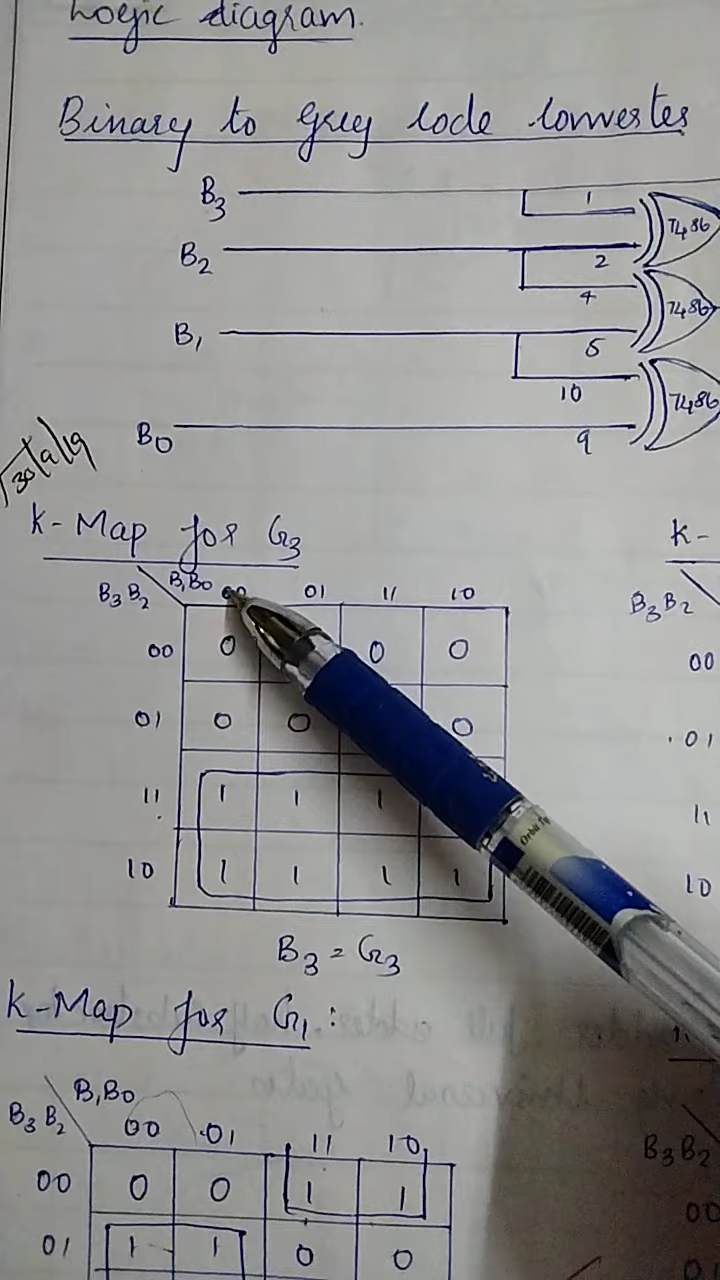 Logic diagram.
Binary to grey code converter
B3 1 7486
B2 2
4 7486
B1 5
10 7486
B0 9
K-Map for G3
K-
B3B2 B1B0 00 01 11 10
B3B2
00 0 0 0
00
01 0 0 0
01
11 1 1 1
11
10 1 1 1 1
10
B3 = G3
K-Map for G1:
B1B0
B3B2 00 01 11 10
B3B2
00 0 0 1 1
00
01 1 1 0 0